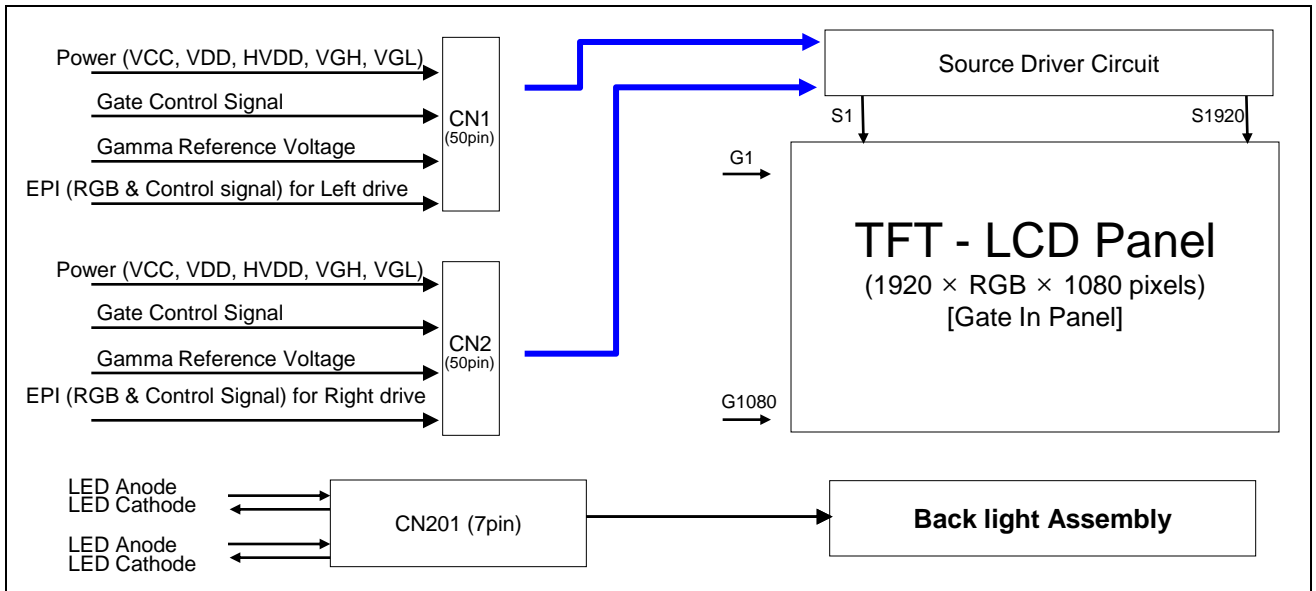 Power (VCC, VDD, HVDD, VGH, VGL)
Gate Control Signal
Gamma Reference Voltage
EPI (RGB & Control signal) for Left drive
CN1
(50pin)
Power (VCC, VDD, HVDD, VGH, VGL)
Gate Control Signal
Gamma Reference Voltage
EPI (RGB & Control Signal) for Right drive
CN2
(50pin)
Source Driver Circuit
S1
S1920
G1
G1080
TFT - LCD Panel
(1920 × RGB × 1080 pixels)
[Gate In Panel]
LED Anode
LED Cathode
LED Anode
LED Cathode
CN201 (7pin)
Back light Assembly